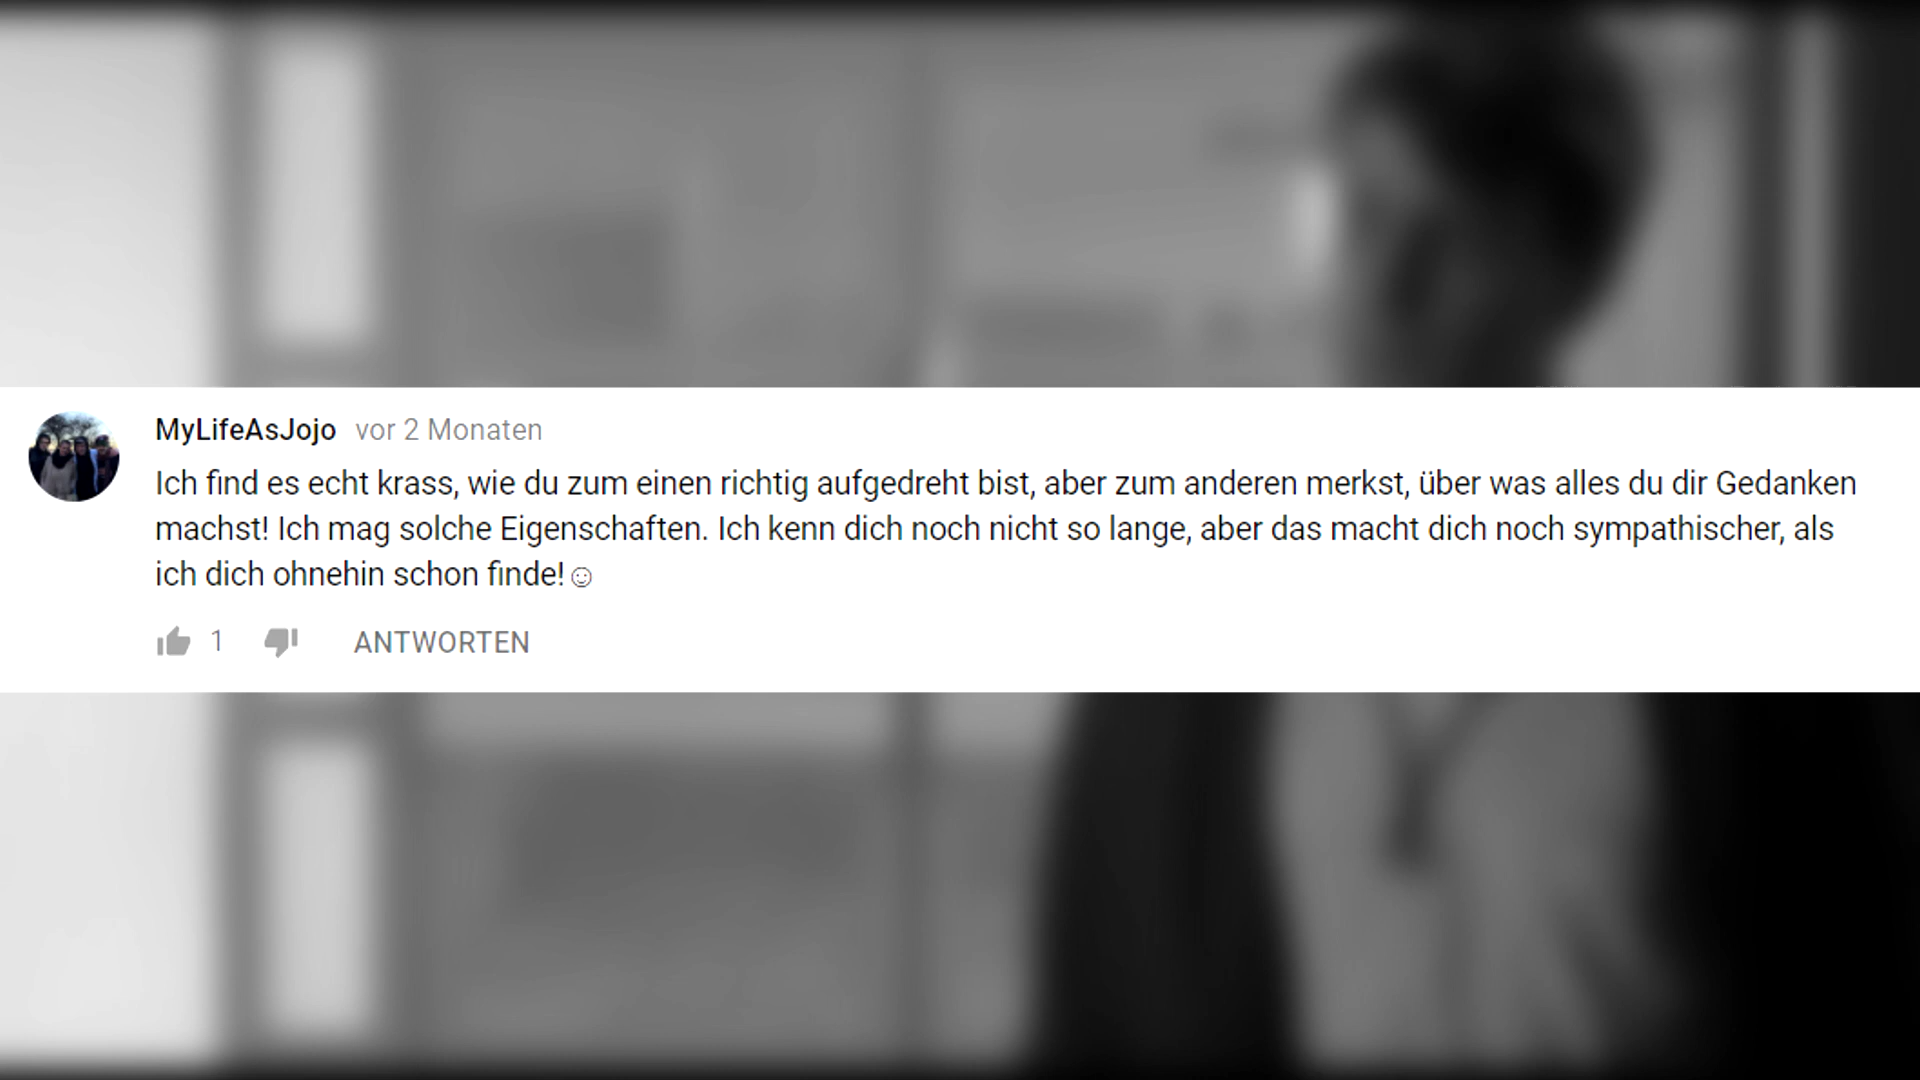 MyLifeAsJojo vor 2 Monaten
Ich find es echt krass, wie du zum einen richtig aufgedreht bist, aber zum anderen merkst, über was alles du dir Gedanken
machst! Ich mag solche Eigenschaften. Ich kenn dich noch nicht so lange, aber das macht dich noch sympathischer, als
ich dich ohnehin schon finde!☺
1 ANTWORTEN